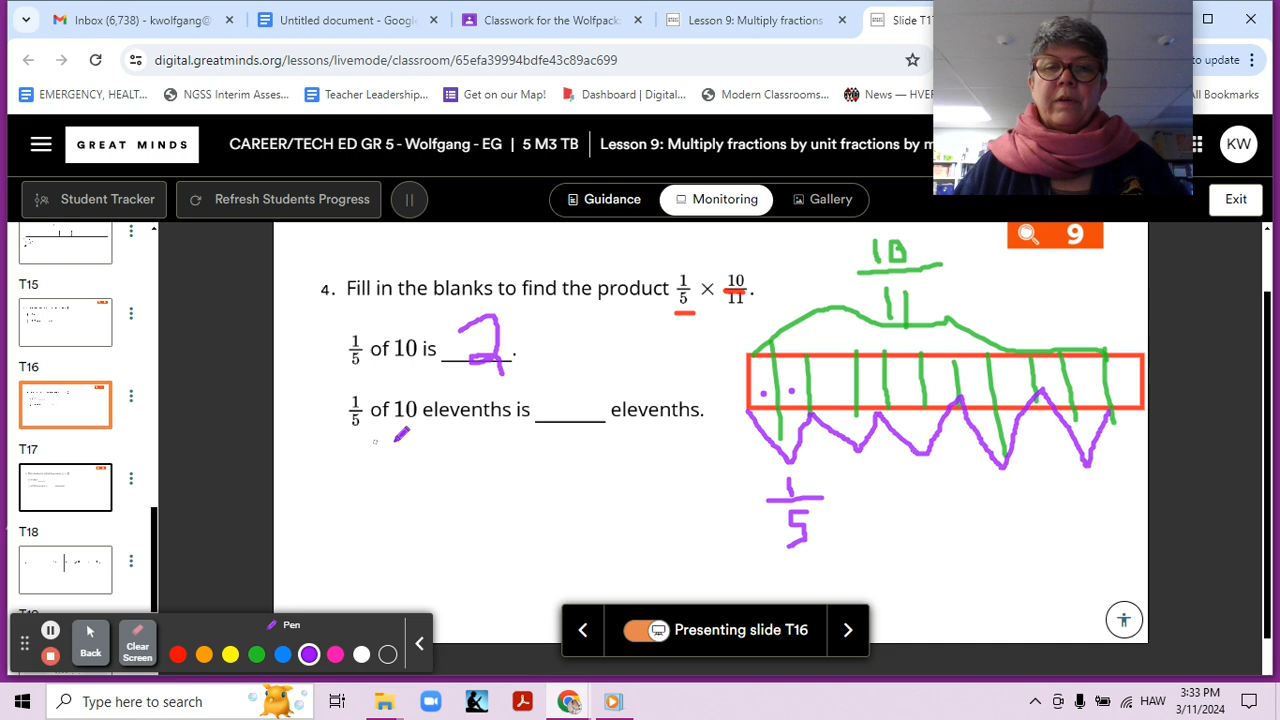 Inbox (6,738) - kwolfgang@
Untitled document - Google
Classwork for the Wolfpack
Lesson 9: Multiply fractions
Slide T1
digital.greatminds.org/lessons/livemode/classroom/65efa39994bdfe43c89ac699
to update
EMERGENCY, HEALT...
NGSS Interim Asses...
Teacher Leadership...
Get on our Map!
Dashboard | Digital...
Modern Classrooms...
News — HVER
All Bookmarks
GREAT MINDS
CAREER/TECH ED GR 5 - Wolfgang - EG | 5 M3 TB | Lesson 9: Multiply fractions by unit fractions by m
KW
Student Tracker
Refresh Students Progress
Guidance
Monitoring
Gallery
Exit
9
10
11
4. Fill in the blanks to find the product 1/5 × 10/11.
1/5 of 10 is 2.
1/5 of 10 elevenths is ______ elevenths.
1
5
T15
T16
T17
T18
Pen
Back
Clear
Screen
Presenting slide T16
Type here to search
HAW
3:33 PM
3/11/2024